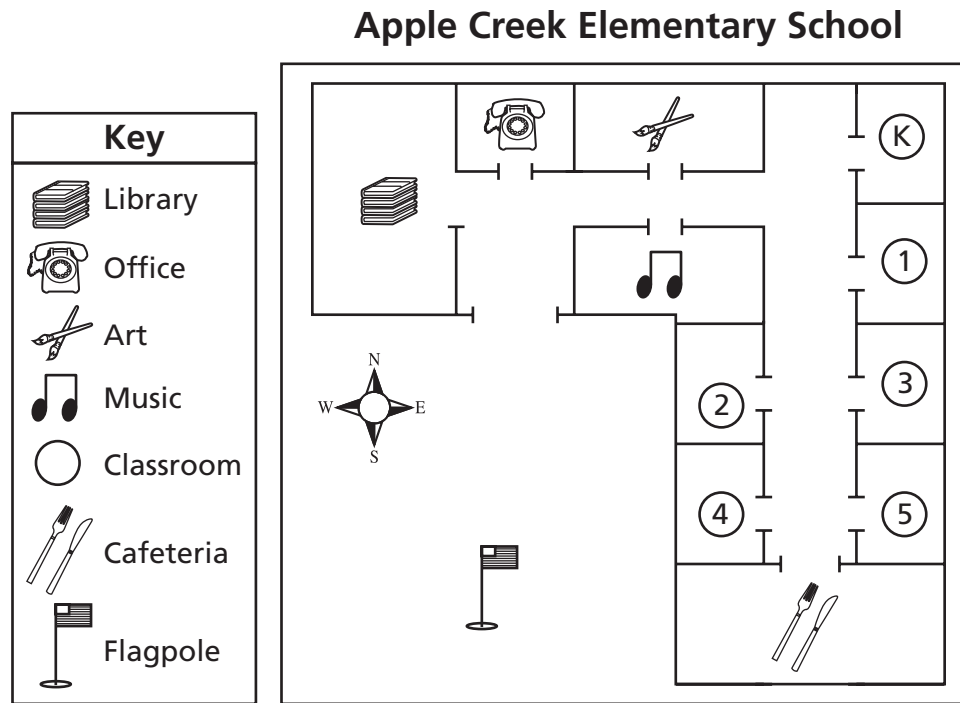 Apple Creek Elementary School
Key
Library
Office
Art
Music
Classroom
Cafeteria
Flagpole
K
1
3
2
4
5
N
W
E
S